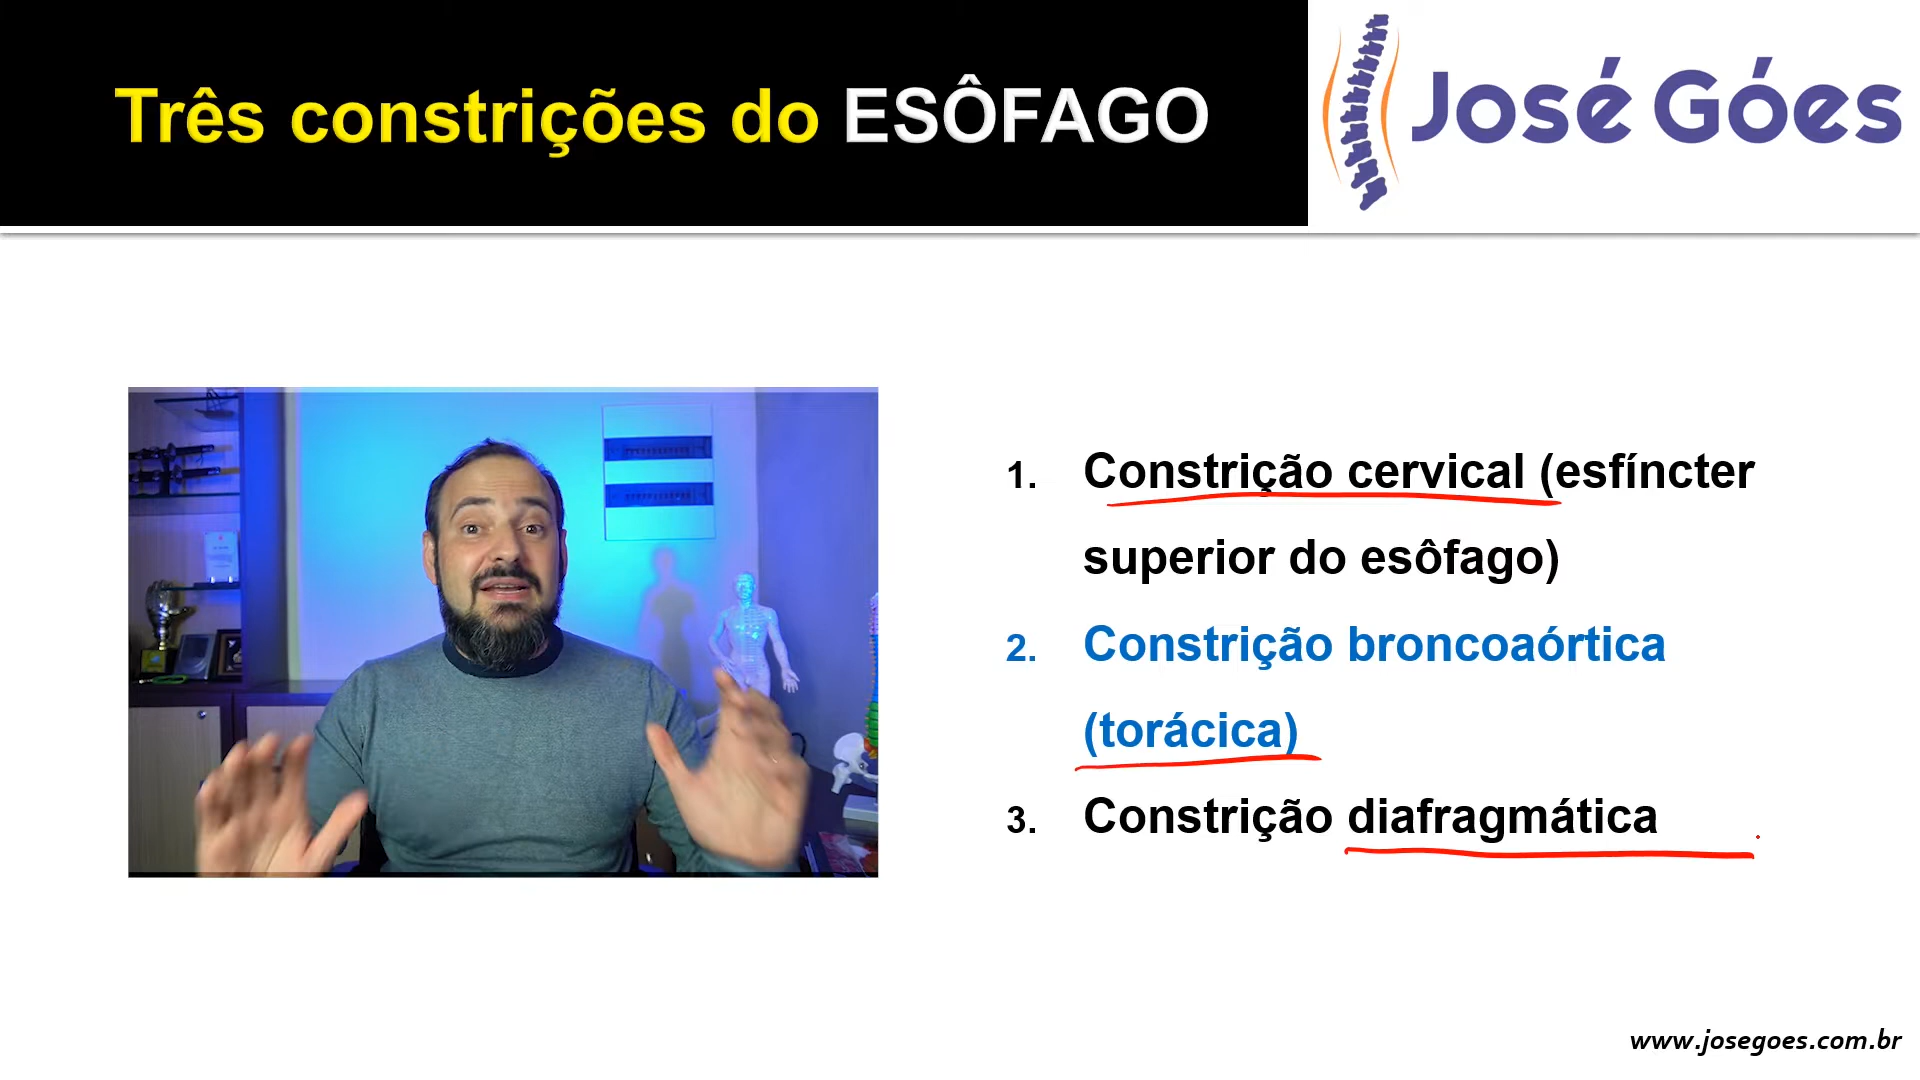 Três constrições do ESÔFAGO
José Góes
1. Constrição cervical (esfíncter
superior do esôfago)
2. Constrição broncoaórtica
(torácica)
3. Constrição diafragmática
www.josegoes.com.br